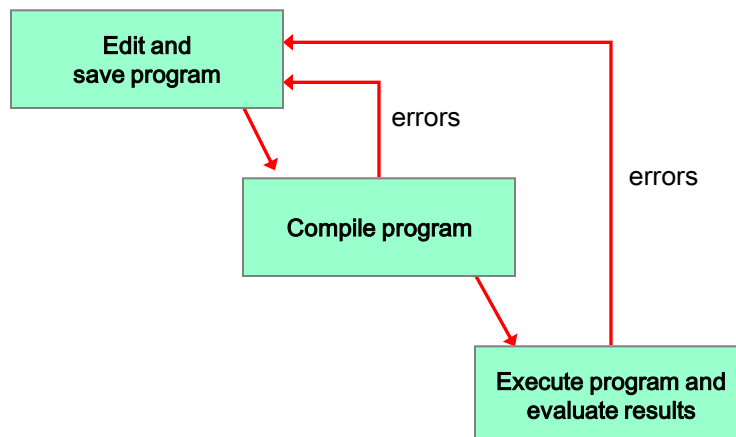 Edit and
save program
errors
errors
Compile program
Execute program and
evaluate results